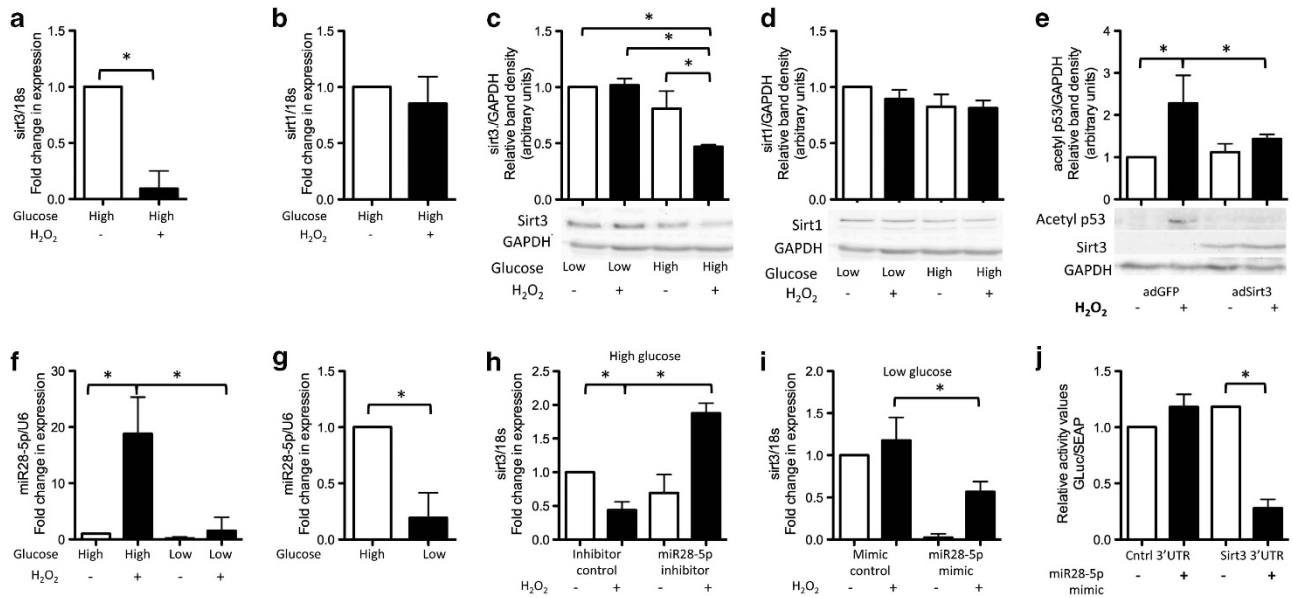 a
sirt3/18s
Fold change in expression
1.5
1.0
0.5
0.0
*
Glucose High High
H₂O₂ - +
b
sirt1/18s
Fold change in expression
1.5
1.0
0.5
0.0
Glucose High High
H₂O₂ - +
c
sirt3./GAPDH
Relative band density
(arbitrary units)
1.5
1.0
0.5
0.0
*
*
*
Sirt3
GAPDH
Glucose Low Low High High
H₂O₂ - + - +
d
sirt1/GAPDH
Relative band density
(arbitrary units)
1.5
1.0
0.5
0.0
Sirt1
GAPDH
Glucose Low Low High High
H₂O₂ - + - +
e
acetyl p53/GAPDH
Relative band density
(arbitrary units)
4
3
2
1
0
* *
Acetyl p53
Sirt3
GAPDH
adGFP adSirt3
H₂O₂ - + - +
f
miR28-5p/U6
Fold change in expression
30
20
10
0
* *
Glucose High High Low Low
H₂O₂ - + - +
g
miR28-5p/U6
Fold change in expression
1.5
1.0
0.5
0.0
*
Glucose High Low
h
High glucose
sirt3/18s
Fold change in expression
2.5
2.0
1.5
1.0
0.5
0.0
* *
Inhibitor miR28-5p
control inhibitor
H₂O₂ - + - +
i
Low glucose
sirt3/18s
Fold change in expression
2.0
1.5
1.0
0.5
0.0
*
Mimic miR28-5p
control mimic
H₂O₂ - + - +
j
Relative activity values
GLuc/SEAP
1.5
1.0
0.5
0.0
*
Cntrl 3'UTR Sirt3 3'UTR
miR28-5p - + - +
mimic